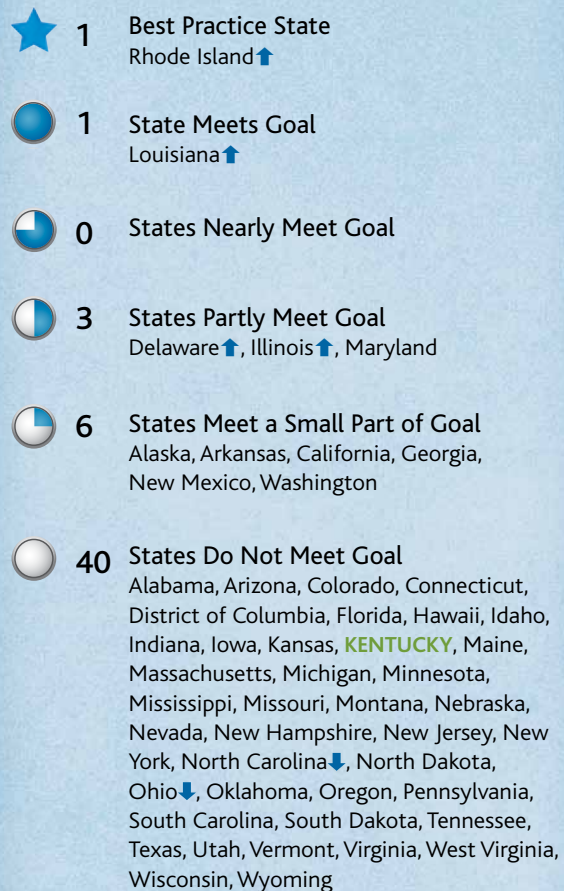 1 Best Practice State
Rhode Island⬆
1 State Meets Goal
Louisiana⬆
0 States Nearly Meet Goal
3 States Partly Meet Goal
Delaware⬆, Illinois⬆, Maryland
6 States Meet a Small Part of Goal
Alaska, Arkansas, California, Georgia,
New Mexico, Washington
40 States Do Not Meet Goal
Alabama, Arizona, Colorado, Connecticut,
District of Columbia, Florida, Hawaii, Idaho,
Indiana, Iowa, Kansas, KENTUCKY, Maine,
Massachusetts, Michigan, Minnesota,
Mississippi, Missouri, Montana, Nebraska,
Nevada, New Hampshire, New Jersey, New
York, North Carolina⬇, North Dakota,
Ohio⬇, Oklahoma, Oregon, Pennsylvania,
South Carolina, South Dakota, Tennessee,
Texas, Utah, Vermont, Virginia, West Virginia,
Wisconsin, Wyoming